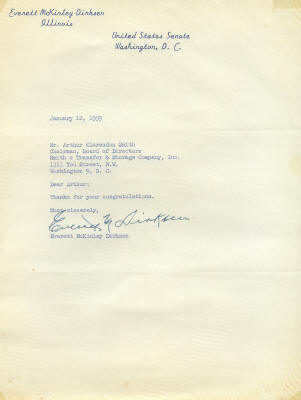 Everett McKinley Dirksen
Illinois
United States Senate
Washington, D. C.
January 12, 1959
Mr. Arthur Clarendon Smith
Chairman, Board of Directors
Smith's Transfer & Storage Company, Inc.
1313 You Street, N.W.
Washington 9, D. C.
Dear Arthur:
Thanks for your congratulations.
Most sincerely,
Everett M Dirksen
Everett McKinley Dirksen